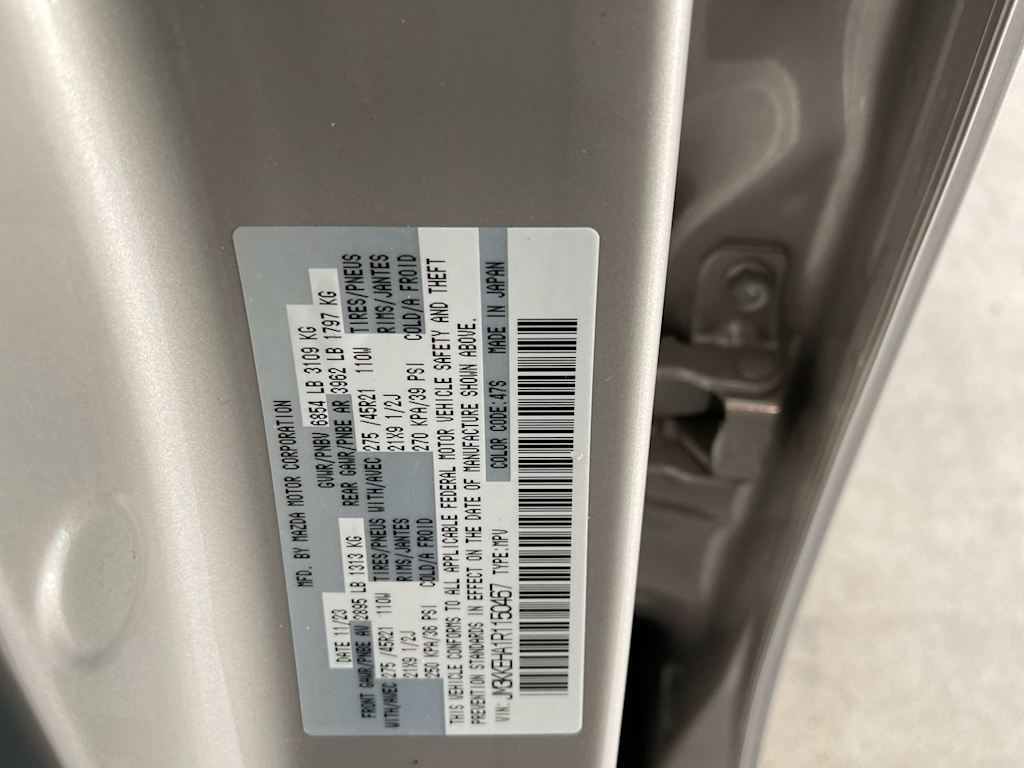 MFD. BY MAZDA MOTOR CORPORATION
DATE 11/23 GVWR/PNBV 6854 LB 3109 KG
FRONT GAWR/PNBE AV 2895 LB 1313 KG REAR GAWR/PNBE AR 3962 LB 1797 KG
WITH/AVEC 275 /45R21 110W TIRES/PNEUS WITH/AVEC 275 /45R21 110W TIRES/PNEUS
21X9 1/2J RIMS/JANTES 21X9 1/2J RIMS/JANTES
250 KPA/36 PSI COLD/A FROID 270 KPA/39 PSI COLD/A FROID
THIS VEHICLE CONFORMS TO ALL APPLICABLE FEDERAL MOTOR VEHICLE SAFETY AND THEFT
PREVENTION STANDARDS IN EFFECT ON THE DATE OF MANUFACTURE SHOWN ABOVE.
VIN: JM3KKEHA1R1150467 TYPE:MPV COLOR CODE:47S MADE IN JAPAN